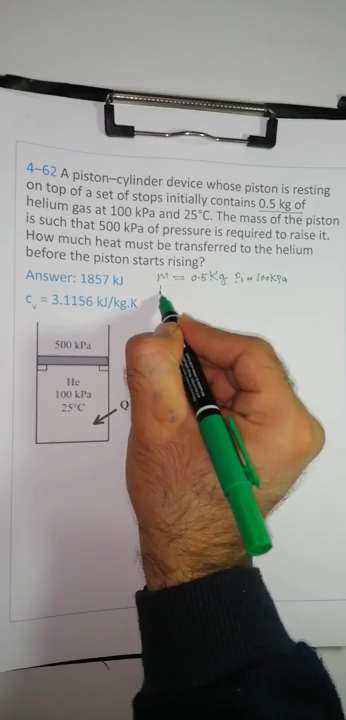 4–62 A piston–cylinder device whose piston is resting
on top of a set of stops initially contains 0.5 kg of
helium gas at 100 kPa and 25°C. The mass of the piston
is such that 500 kPa of pressure is required to raise it.
How much heat must be transferred to the helium
before the piston starts rising?
Answer: 1857 kJ
M = 0.5 Kg P₁ = 100 KPa
cᵥ = 3.1156 kJ/kg.K
500 kPa
He
100 kPa
25°C
Q